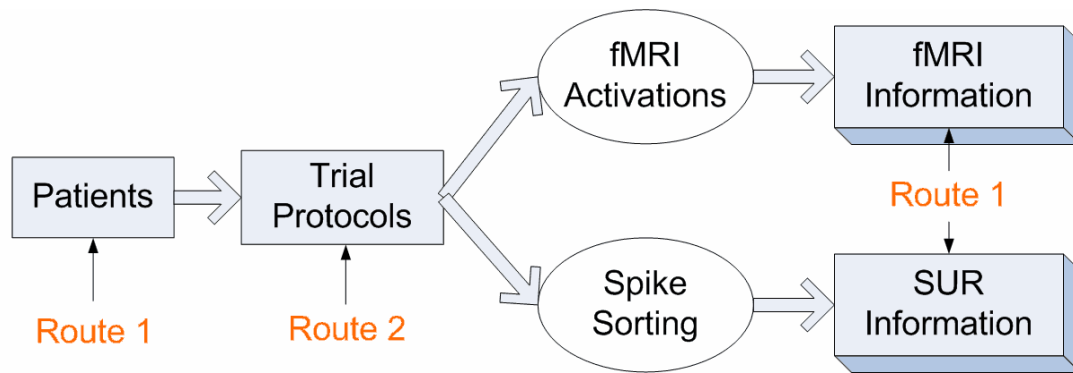 fMRI
Activations
fMRI
Information
Patients
Trial
Protocols
Route 1
Route 1
Route 2
Spike
Sorting
SUR
Information